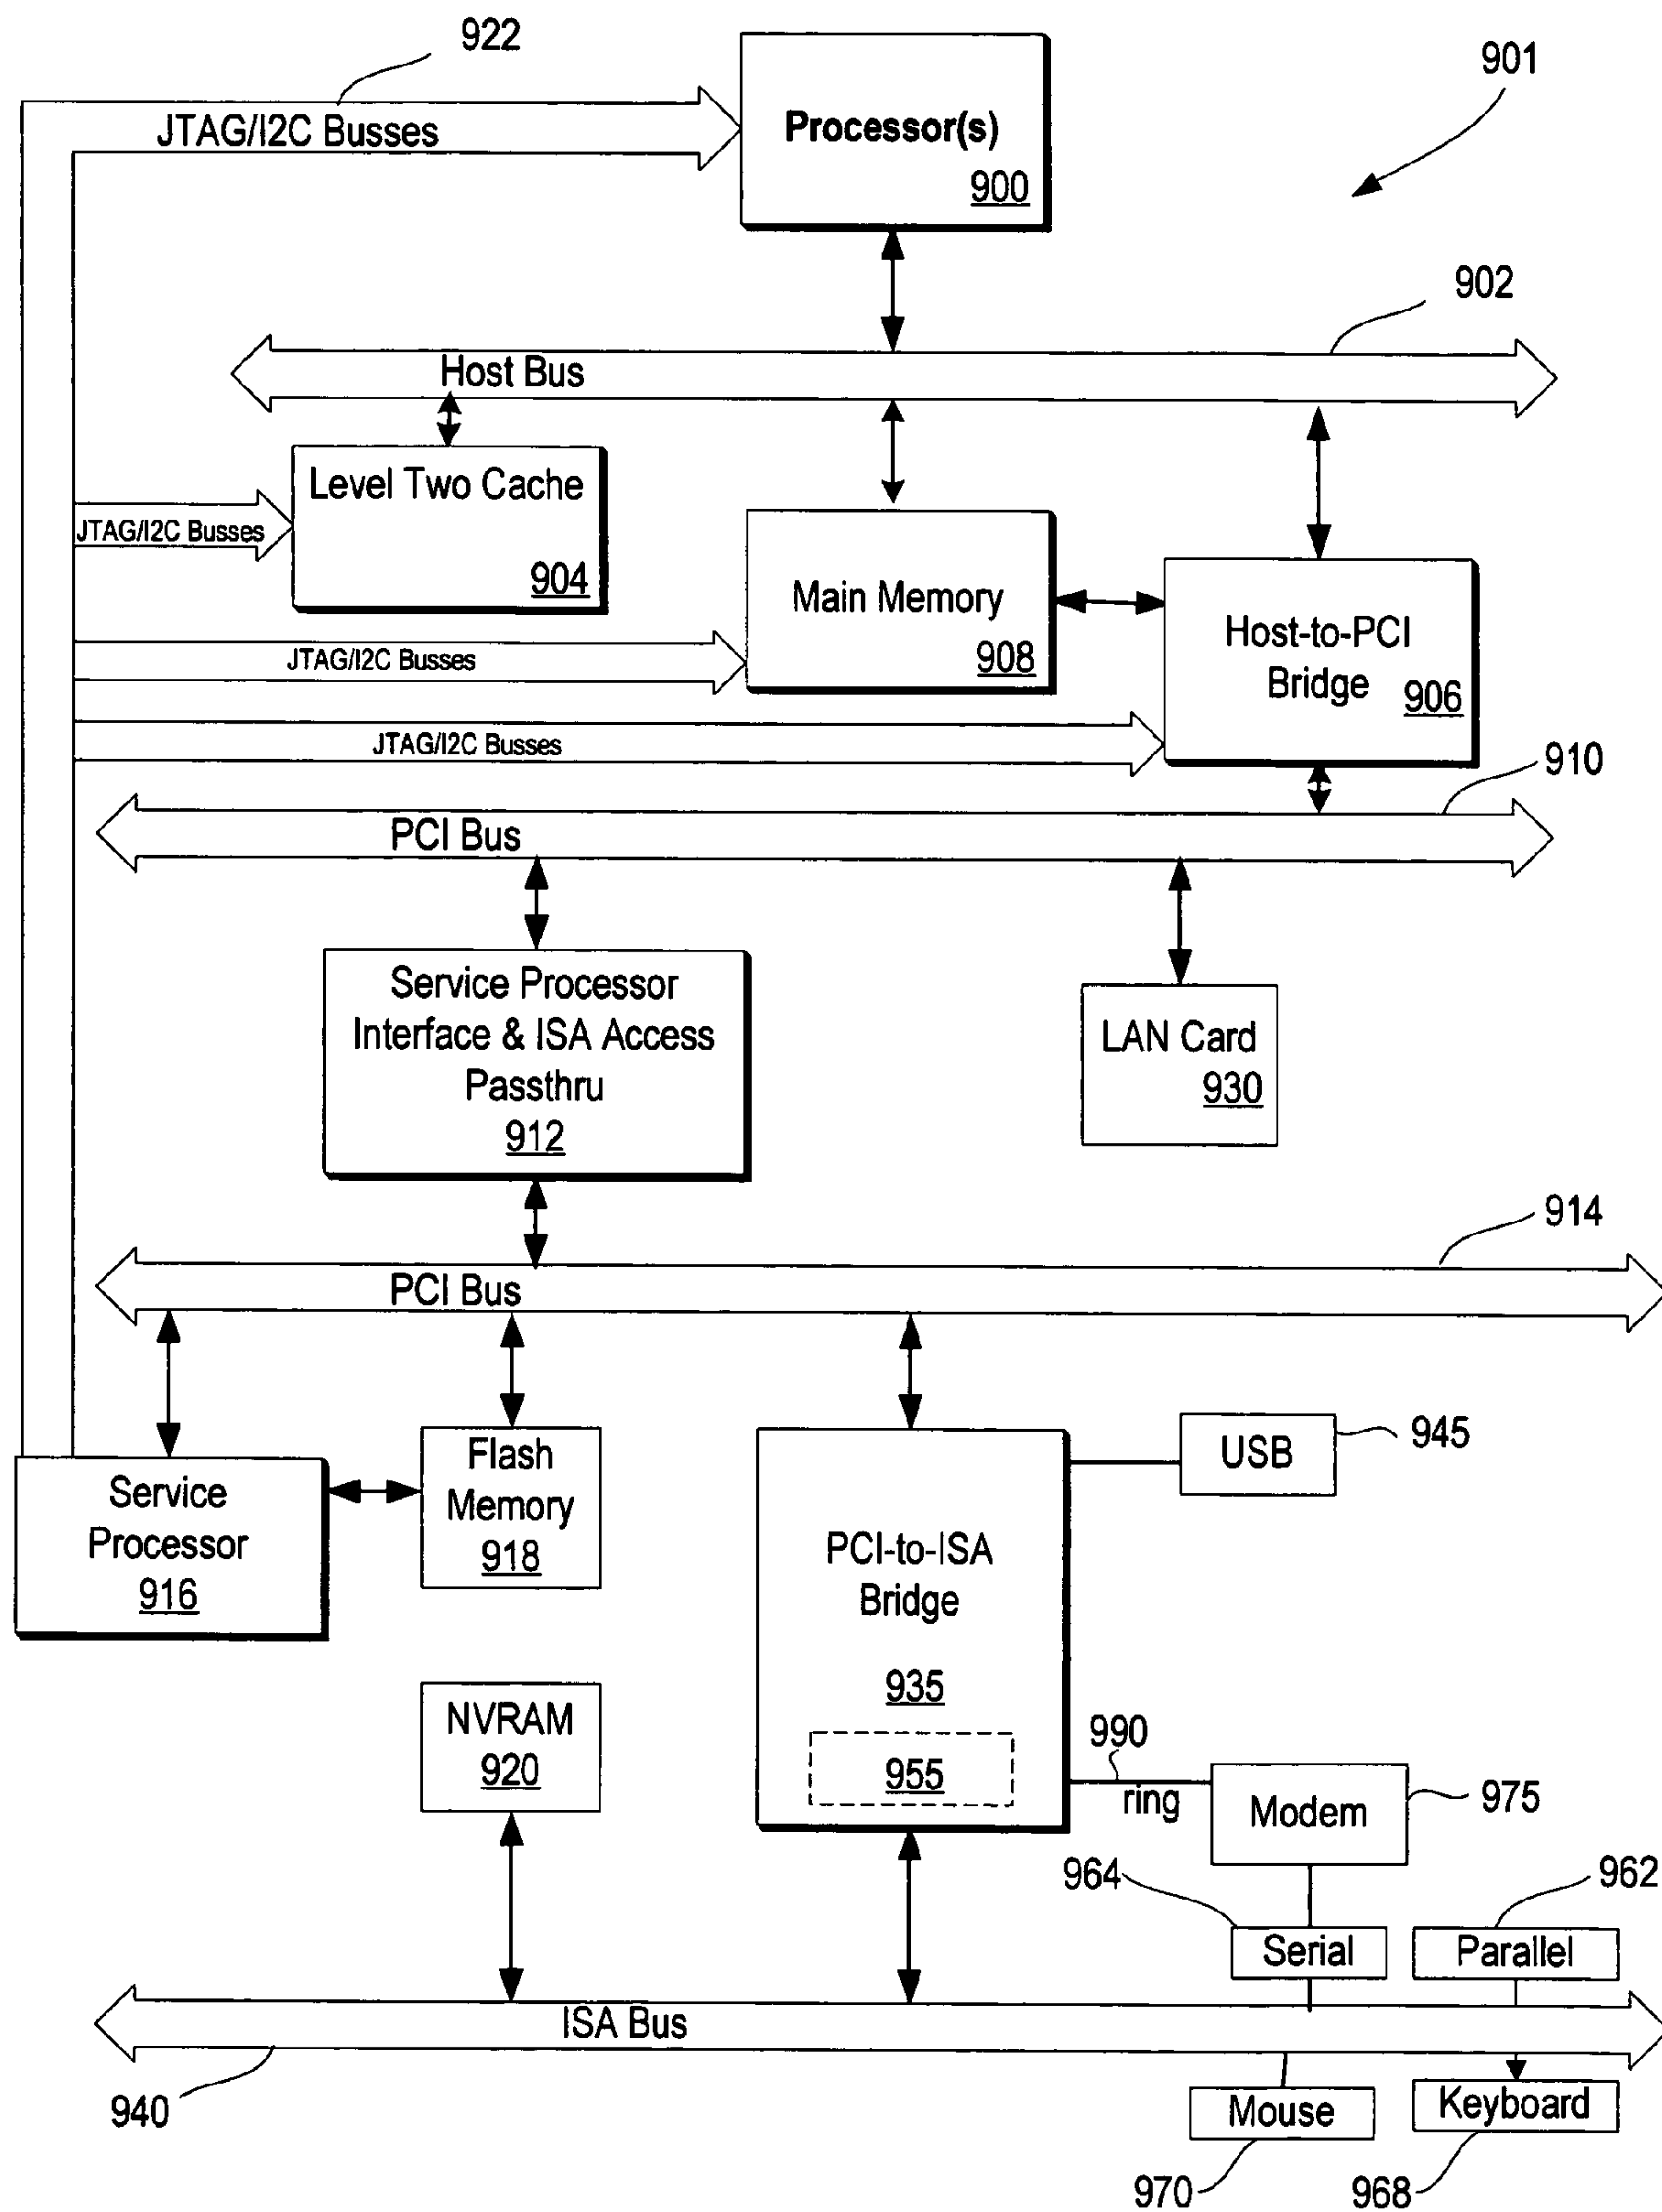 922
901
JTAG/I2C Busses
Processor(s)
900
902
Host Bus
Level Two Cache
904
JTAG/I2C Busses
Main Memory
908
Host-to-PCI
Bridge
906
JTAG/I2C Busses
JTAG/I2C Busses
910
PCI Bus
Service Processor
Interface & ISA Access
Passthru
912
LAN Card
930
914
PCI Bus
Service
Processor
916
Flash
Memory
918
USB
945
PCI-to-ISA
Bridge
935
955
NVRAM
920
990
ring
Modem
975
964
962
Serial
Parallel
ISA Bus
940
Mouse
Keyboard
970
968